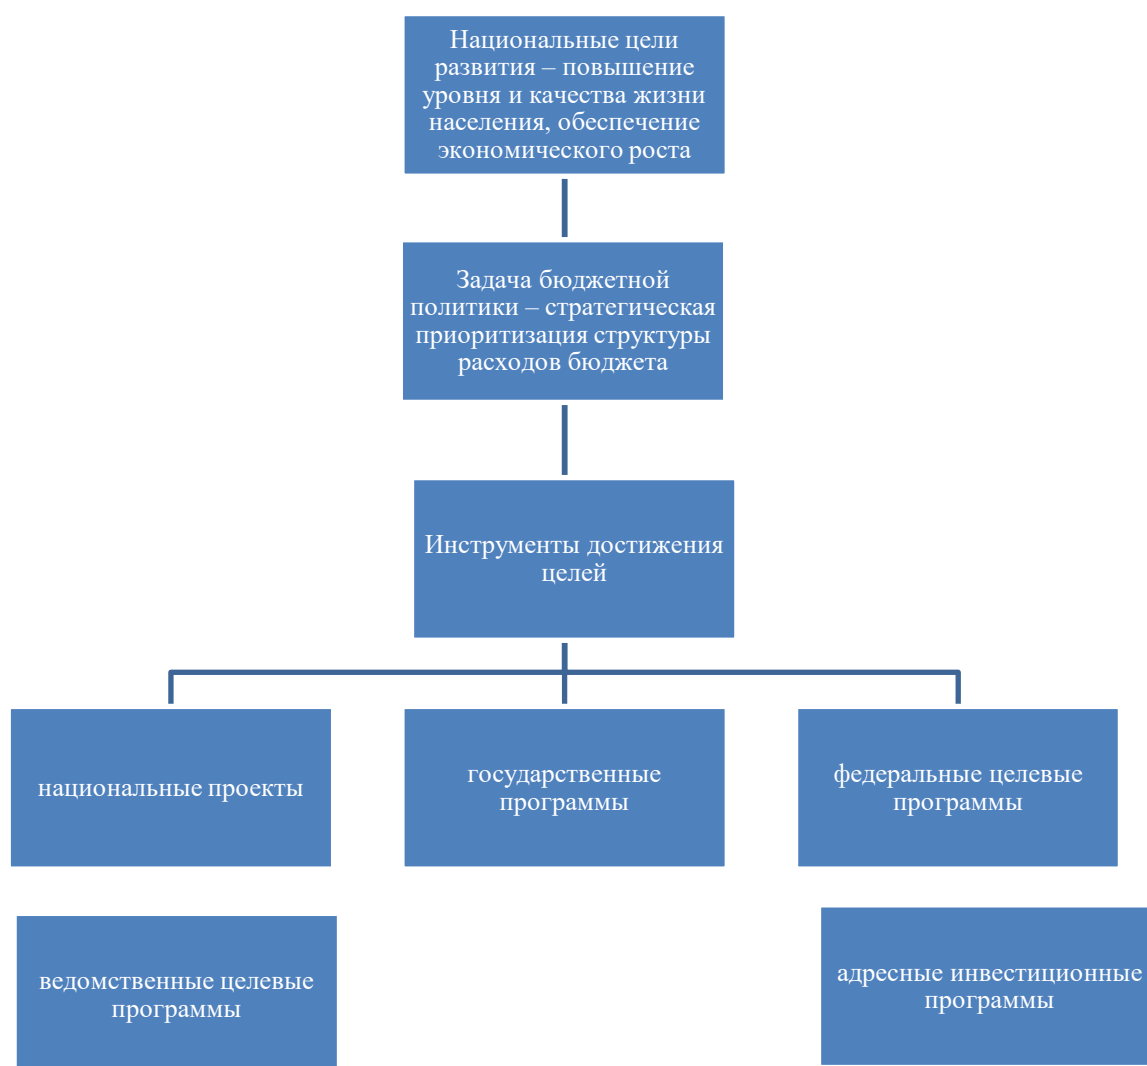 Национальные цели
развития – повышение
уровня и качества жизни
населения, обеспечение
экономического роста
Задача бюджетной
политики – стратегическая
приоритизация структуры
расходов бюджета
Инструменты достижения
целей
национальные проекты
государственные
программы
федеральные целевые
программы
ведомственные целевые
программы
адресные инвестиционные
программы